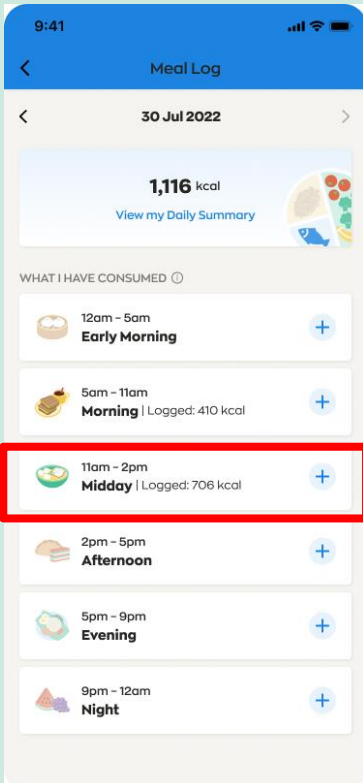 9:41
Meal Log
30 Jul 2022
1,116 kcal
View my Daily Summary
WHAT I HAVE CONSUMED ⓘ
12am - 5am
Early Morning
5am - 11am
Morning | Logged: 410 kcal
11am - 2pm
Midday | Logged: 706 kcal
2pm - 5pm
Afternoon
5pm - 9pm
Evening
9pm - 12am
Night